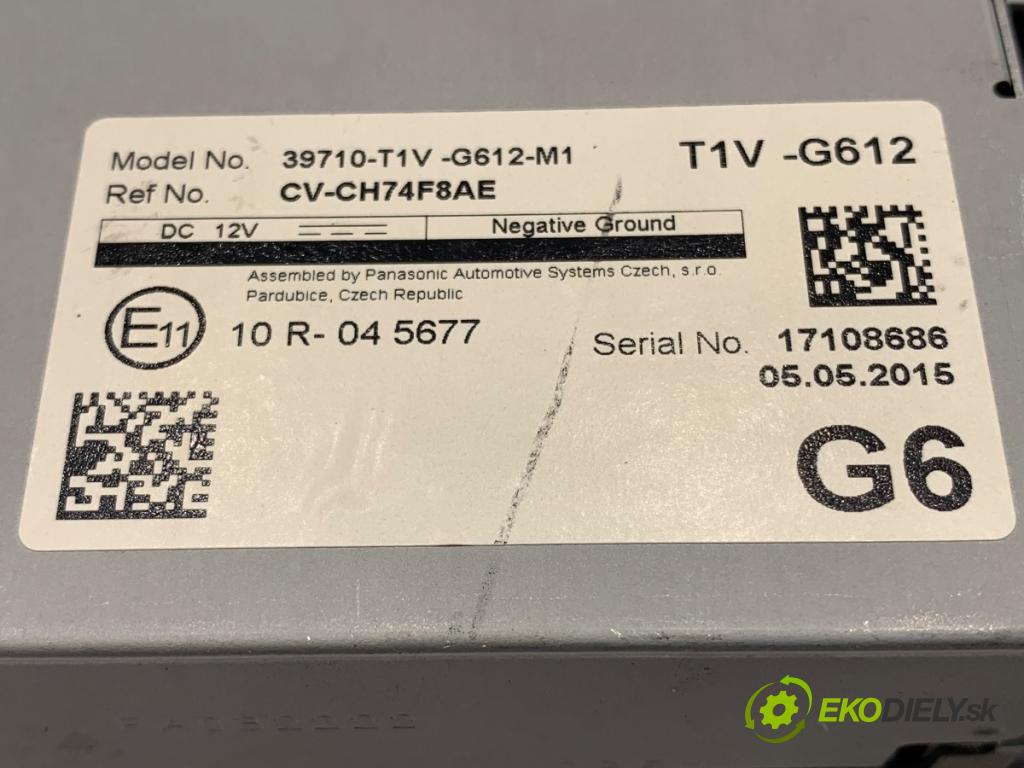 Model No. 39710-T1V -G612-M1
T1V -G612
Ref No. CV-CH74F8AE
DC 12V
Negative Ground
Assembled by Panasonic Automotive Systems Czech, s.r.o.
Pardubice, Czech Republic
E11
10 R- 04 5677
Serial No. 17108686
05.05.2015
G6
EKODIELY.sk